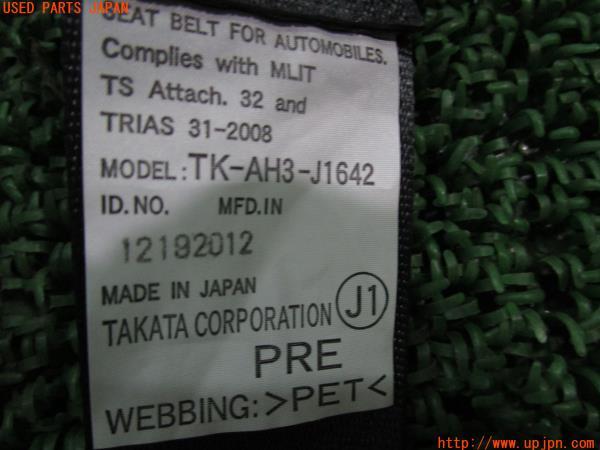 USED PARTS JAPAN
SEAT BELT FOR AUTOMOBILES.
Complies with MLIT
TS Attach. 32 and
TRIAS 31-2008
MODEL:TK-AH3-J1642
ID.NO. MFD.IN
12192012
MADE IN JAPAN
TAKATA CORPORATION J1
PRE
WEBBING:>PET<
http://www.upjpn.com